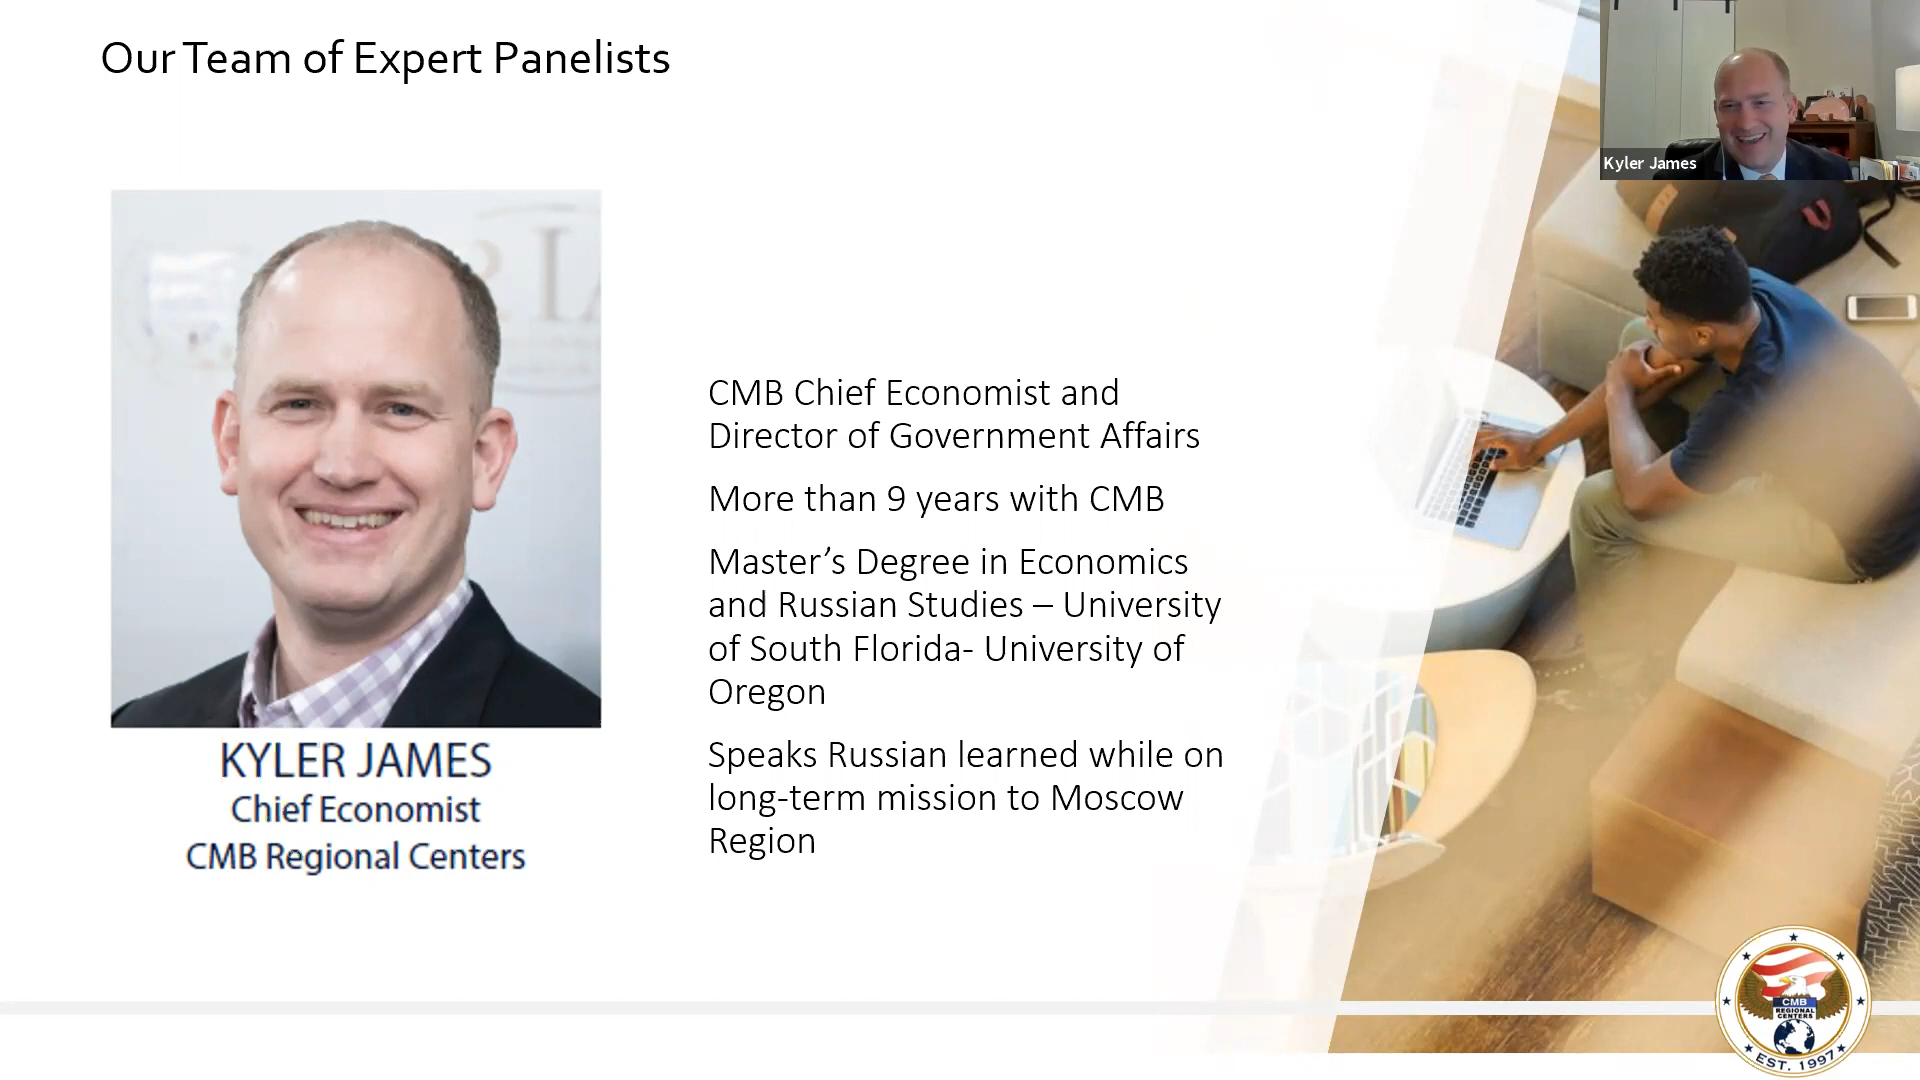 Our Team of Expert Panelists
Kyler James
CMB Chief Economist and
Director of Government Affairs
More than 9 years with CMB
Master’s Degree in Economics
and Russian Studies – University
of South Florida- University of
Oregon
Speaks Russian learned while on
long-term mission to Moscow
Region
KYLER JAMES
Chief Economist
CMB Regional Centers
CMB
REGIONAL
CENTERS
EST. 1997